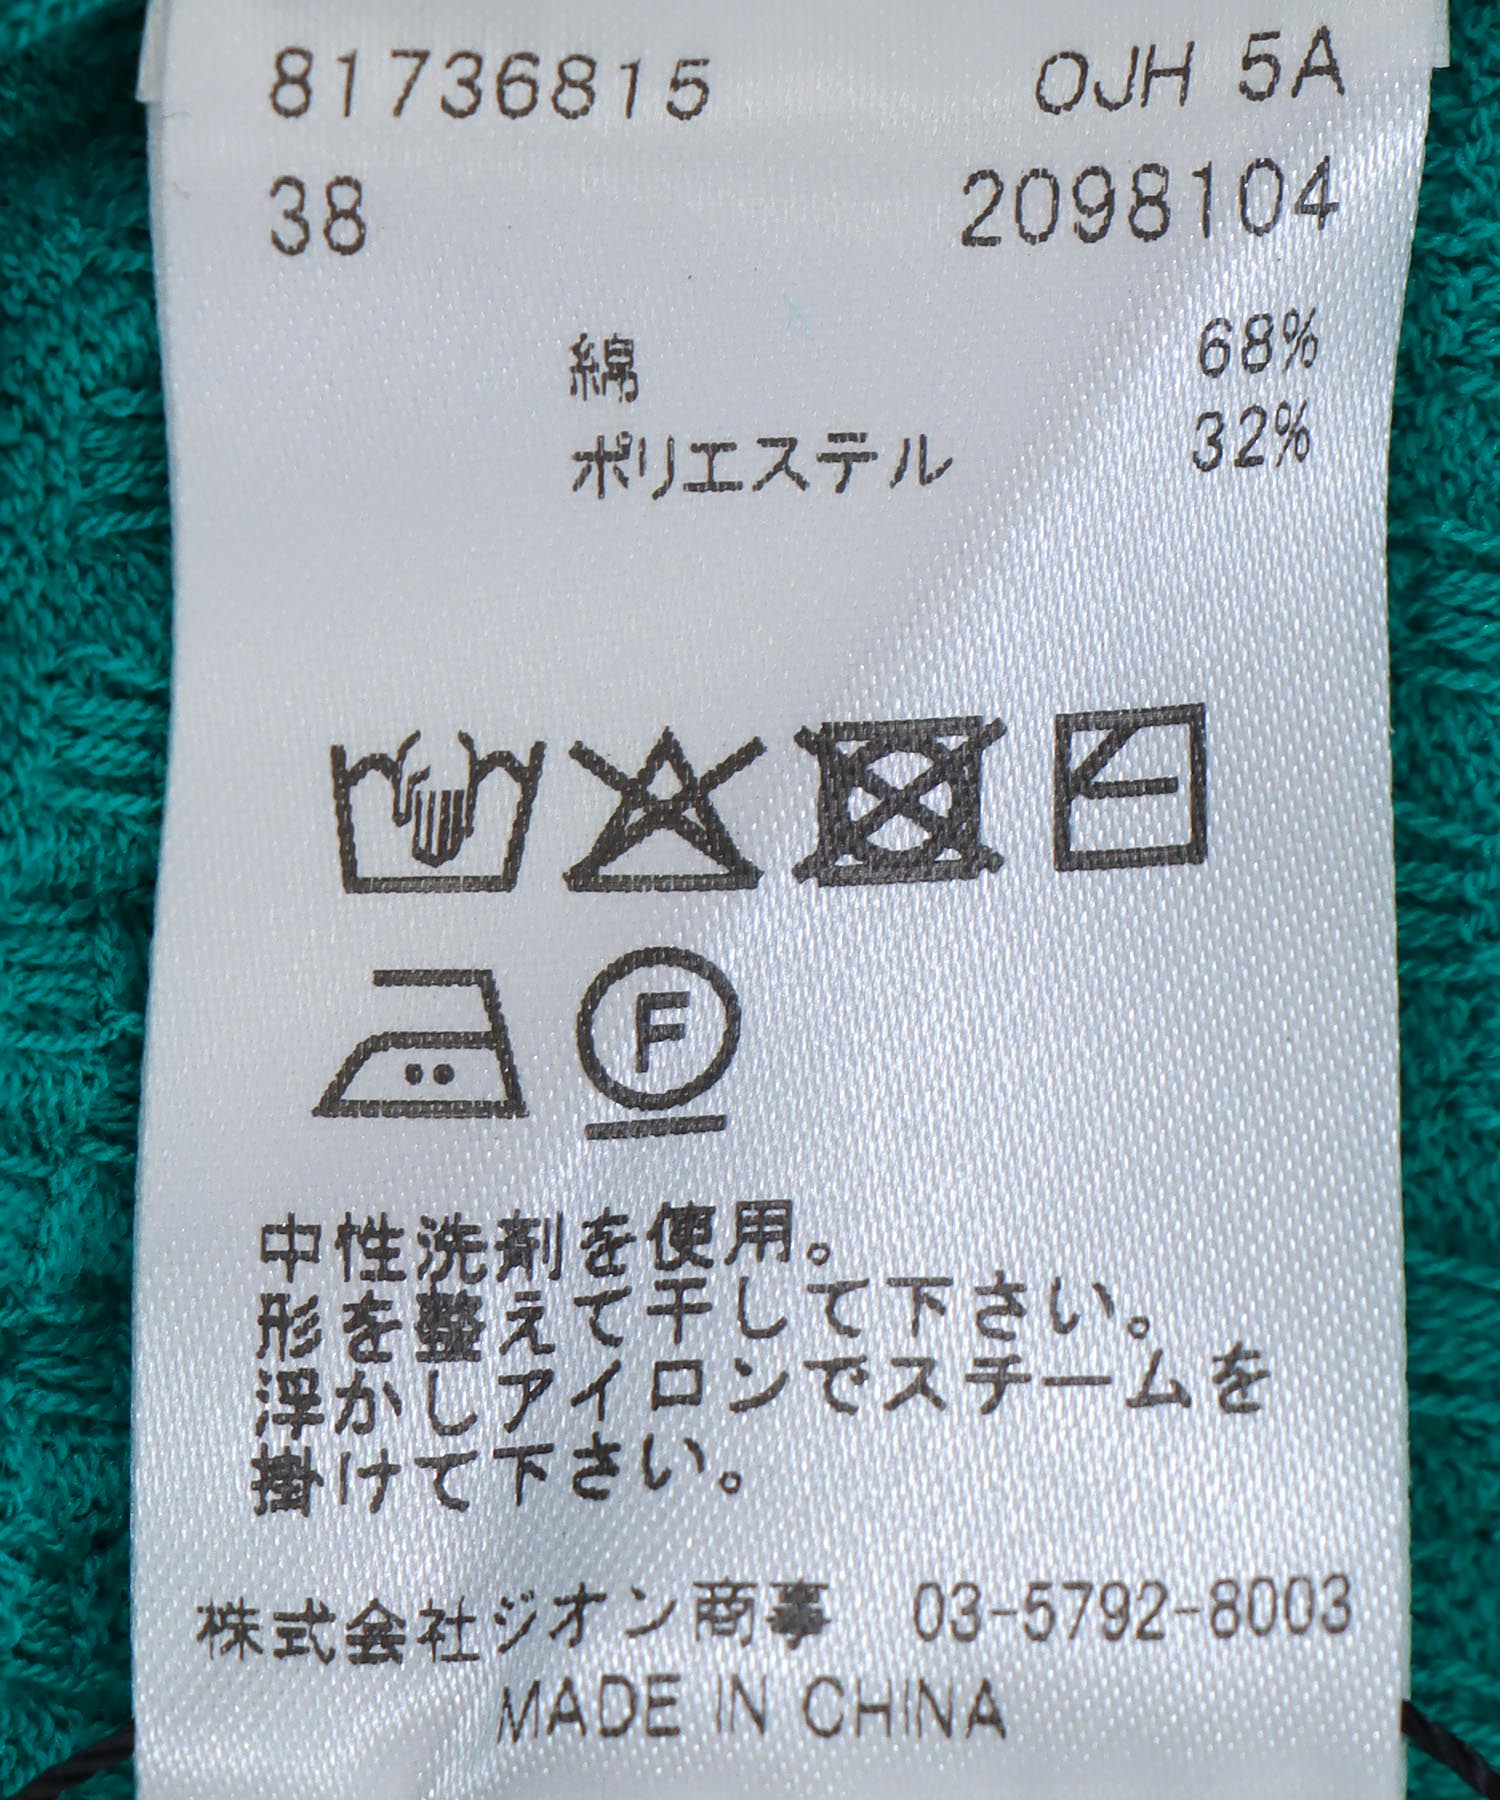 81736815 OJH 5A
38 2098104
綿 68%
ポリエステル 32%
F
中性洗剤を使用。
形を整えて干して下さい。
浮かしアイロンでスチームを
掛けて下さい。
株式会社ジオン商事 03-5792-8003
MADE IN CHINA